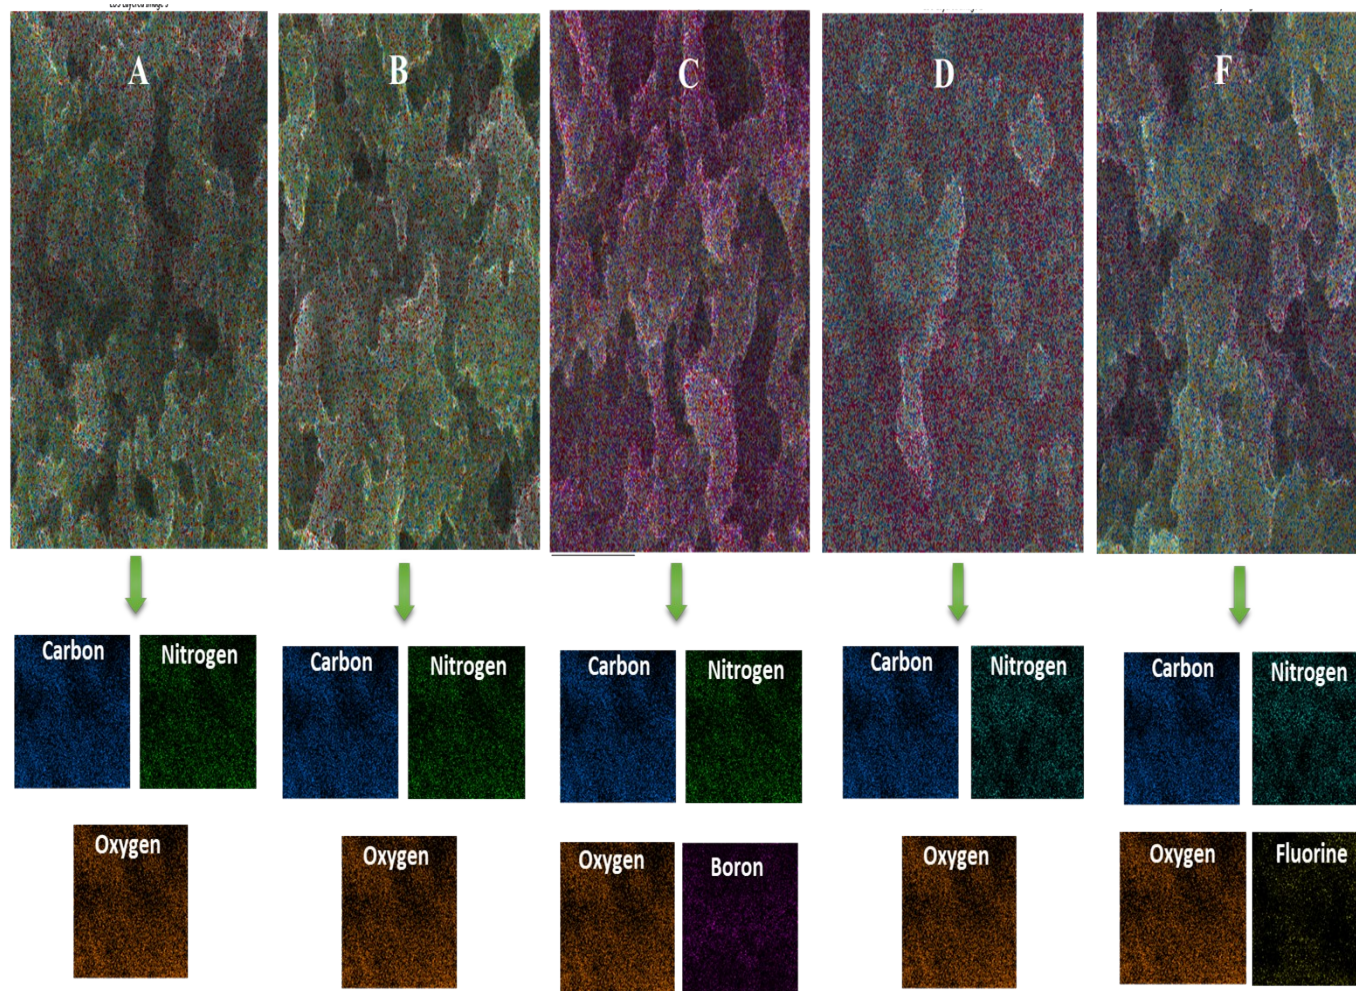 A
B
C
D
F
Carbon
Nitrogen
Carbon
Nitrogen
Carbon
Nitrogen
Carbon
Nitrogen
Carbon
Nitrogen
Oxygen
Oxygen
Oxygen
Boron
Oxygen
Oxygen
Fluorine